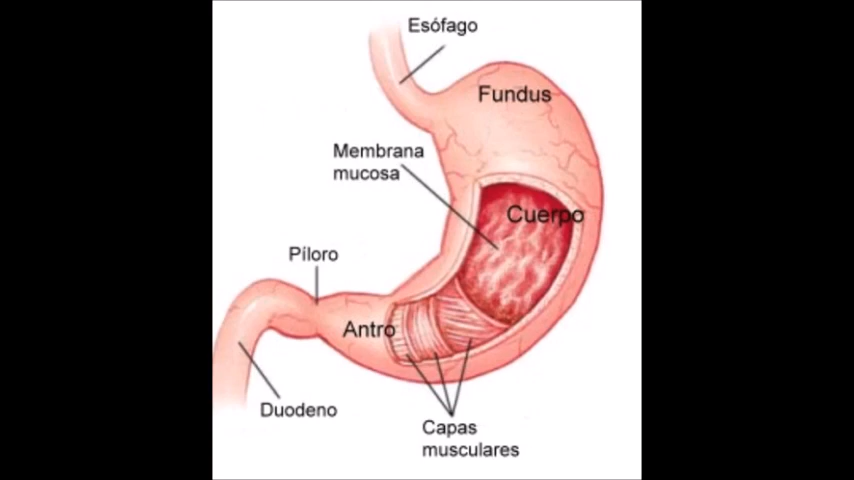 Esófago
Fundus
Membrana
mucosa
Cuerpo
Píloro
Antro
Duodeno
Capas
musculares